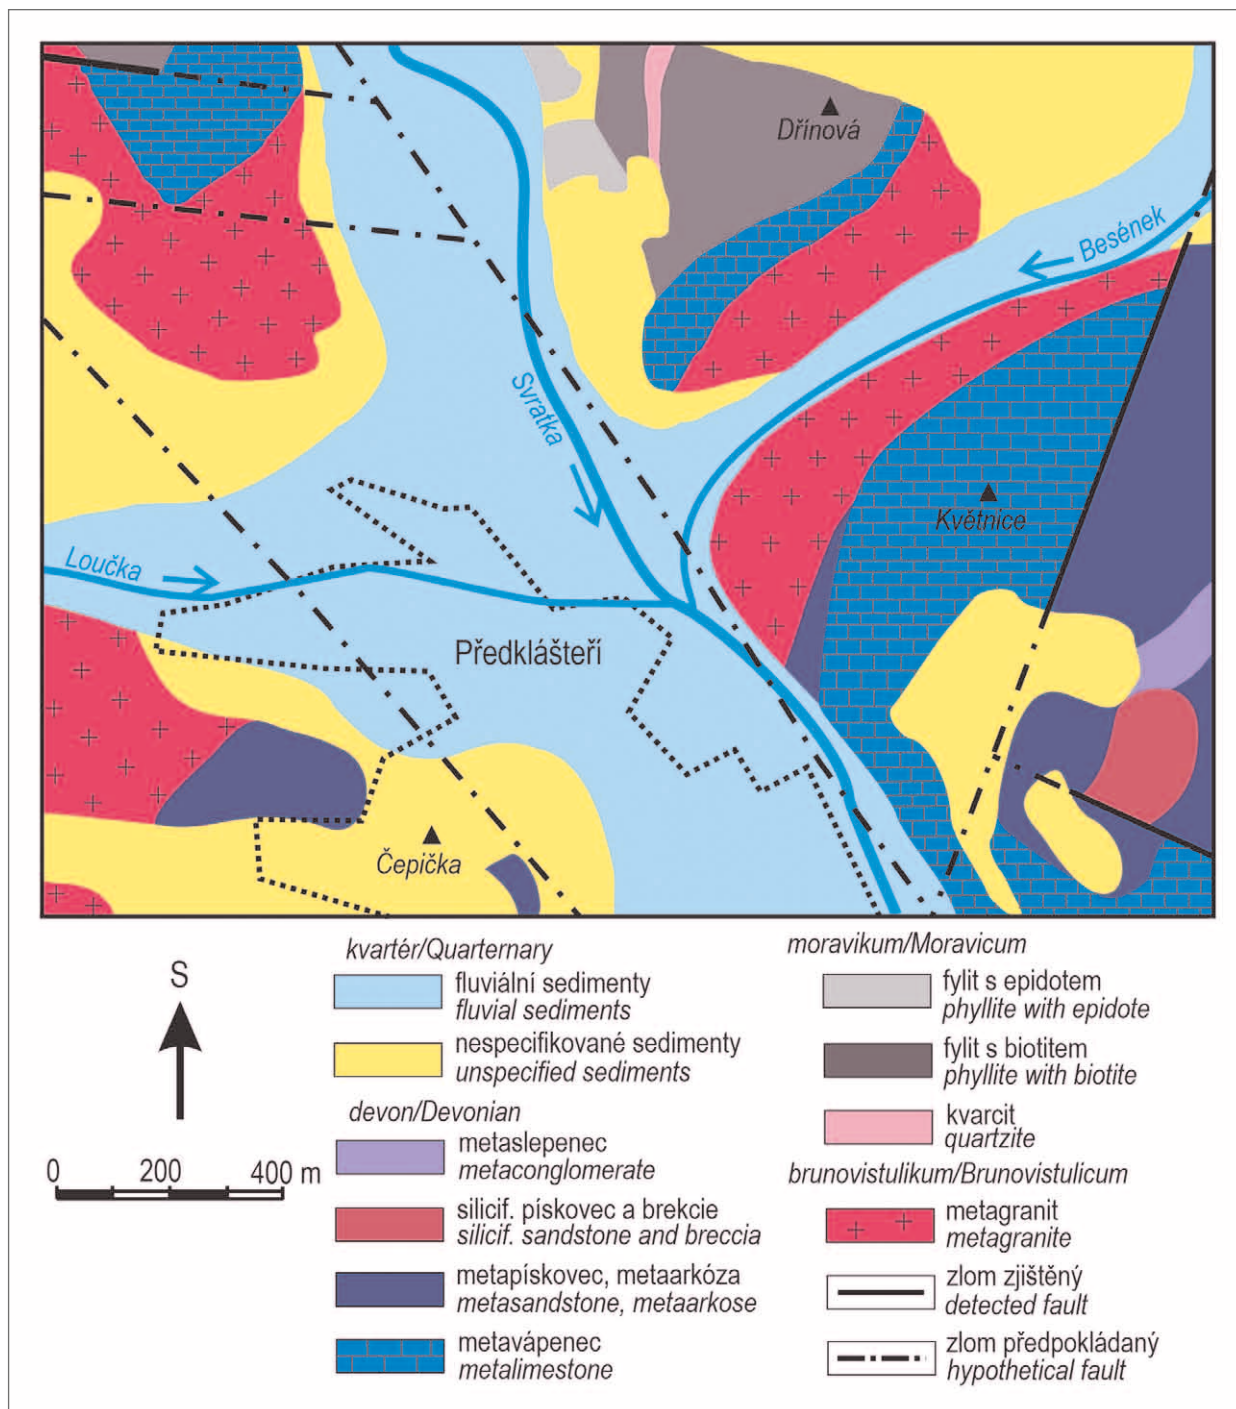 Dřínová
Besének
Svratka
Květnice
Loučka
Předklášteří
Čepička
S
0 200 400 m
kvartér/Quarternary
fluviální sedimenty
fluvial sediments
nespecifikované sedimenty
unspecified sediments
devon/Devonian
metaslepenec
metaconglomerate
silicif. pískovec a brekcie
silicif. sandstone and breccia
metapískovec, metaarkóza
metasandstone, metaarkose
metavápenec
metalimestone
moravikum/Moravicum
fylit s epidotem
phyllite with epidote
fylit s biotitem
phyllite with biotite
kvarcit
quartzite
brunovistulikum/Brunovistulicum
metagranit
metagranite
zlom zjištěný
detected fault
zlom předpokládaný
hypothetical fault